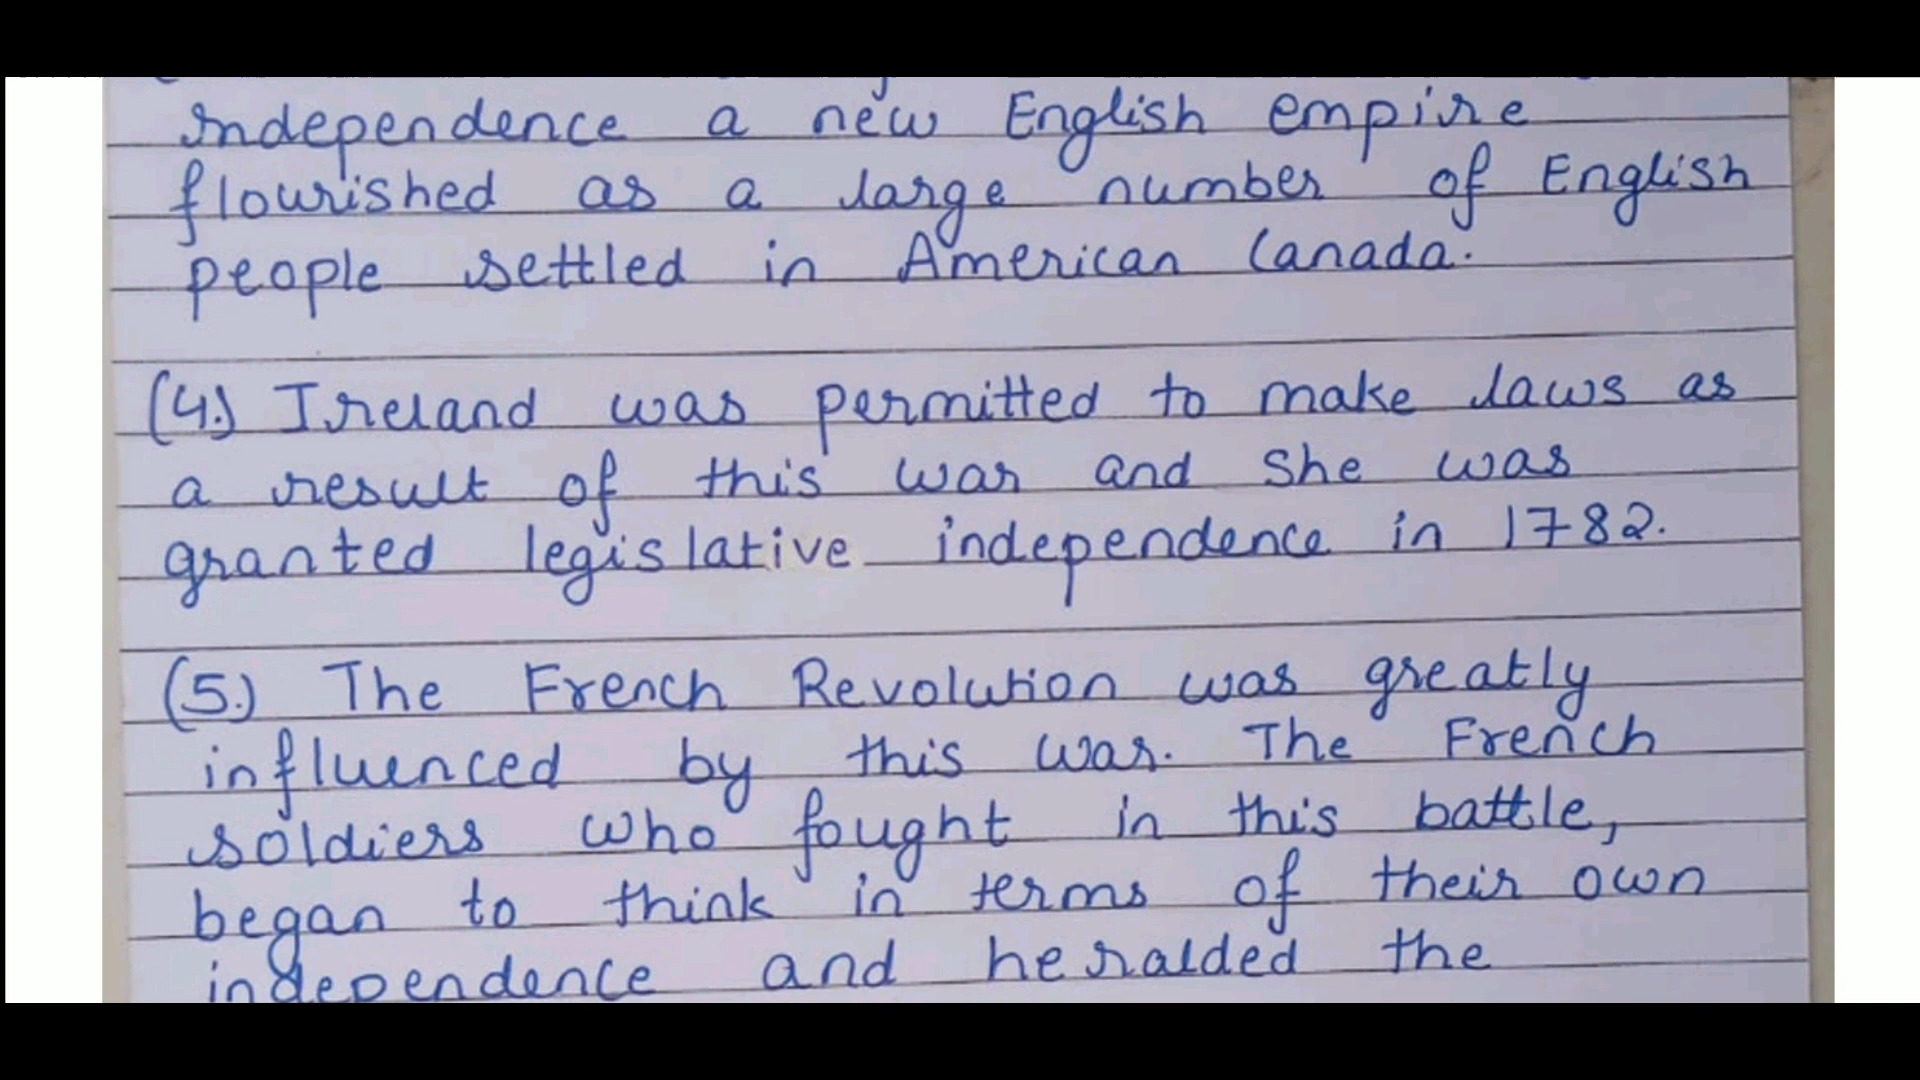 independence a new English empire
flourished as a large number of English
people settled in American Canada.
(4.) Ireland was permitted to make laws as
a result of this war and she was
granted legislative independence in 1782.
(5.) The French Revolution was greatly
influenced by this war. The French
soldiers who fought in this battle,
began to think in terms of their own
independence and heralded the